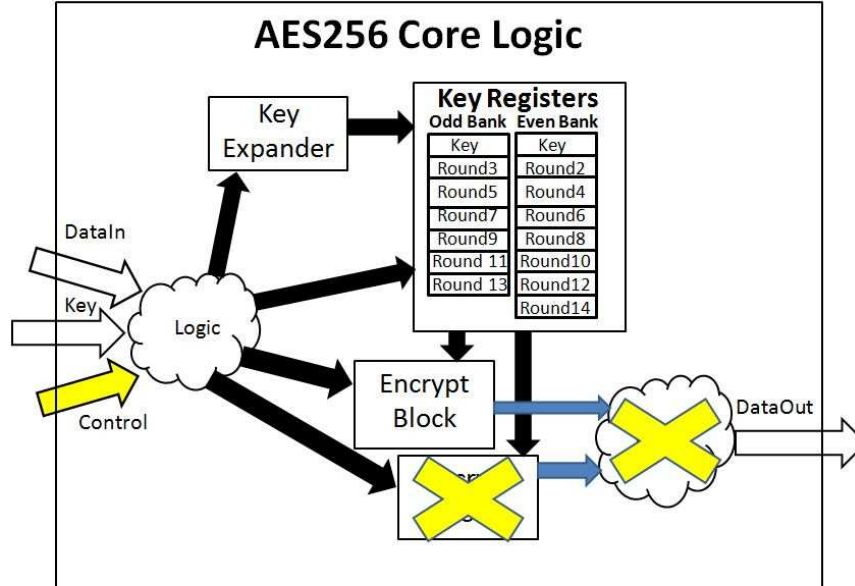 AES256 Core Logic
Key
Expander
Key Registers
Odd Bank
Even Bank
Key
Key
Round3
Round2
Round5
Round4
Round7
Round6
Round9
Round8
Round 11
Round10
Round 13
Round12
Round14
DataIn
Key
Logic
Control
Encrypt
Block
DataOut